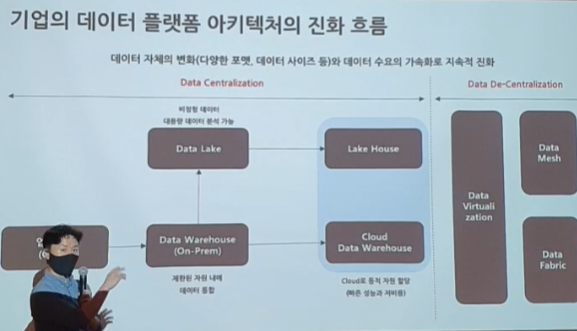 기업의 데이터 플랫폼 아키텍처의 진화 흐름
데이터 자체의 변화(다양한 포맷, 데이터 사이즈 등)와 데이터 수요의 가속화로 지속적 진화
Data Centralization
Data De-Centralization
비정형 데이터
대용량 데이터 분석 가능
Data Lake
Lake House
Data
Mesh
Data
Virtuali
zation
Data Warehouse
(On-Prem)
Cloud
Data Warehouse
Data
Fabric
제한된 자원 내에
데이터 통합
Cloud로 동적 자원 할당
(빠른 성능과 저비용)